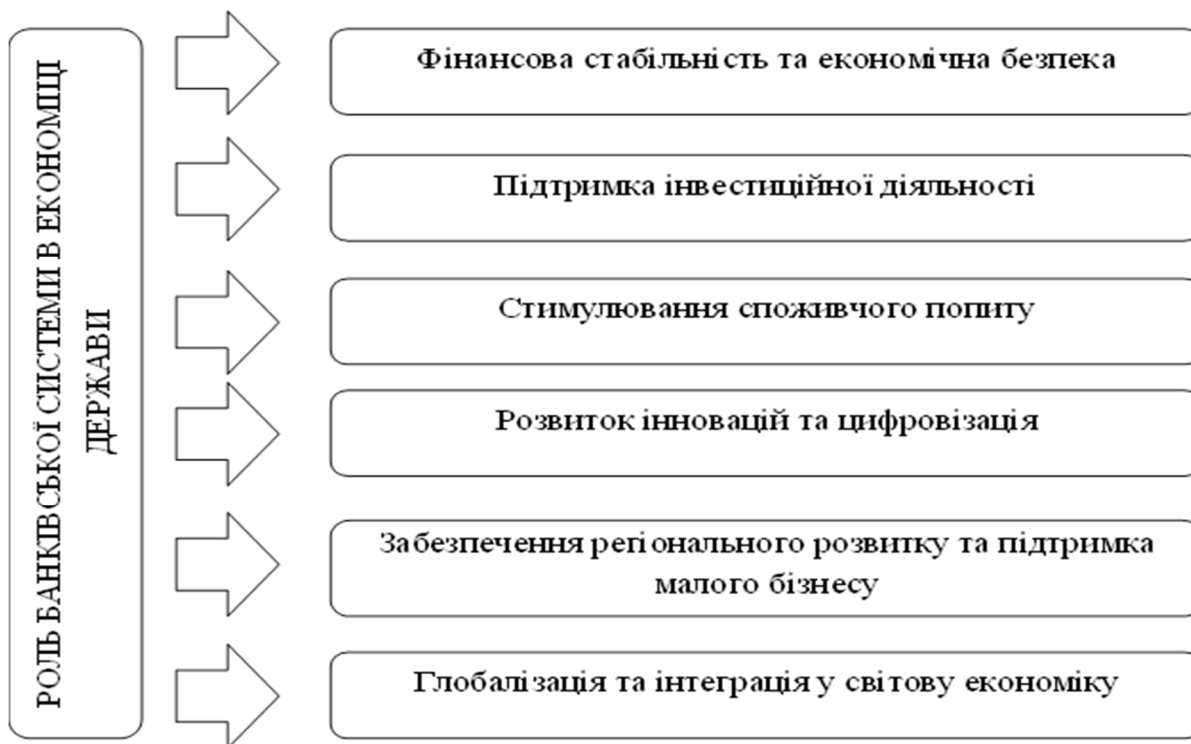 РОЛЬ БАНКІВСЬКОЇ СИСТЕМИ В ЕКОНОМІЦІ
ДЕРЖАВИ
Фінансова стабільність та економічна безпека
Підтримка інвестиційної діяльності
Стимулювання споживчого попиту
Розвиток інновацій та цифровізація
Забезпечення регіонального розвитку та підтримка
малого бізнесу
Глобалізація та інтеграція у світову економіку